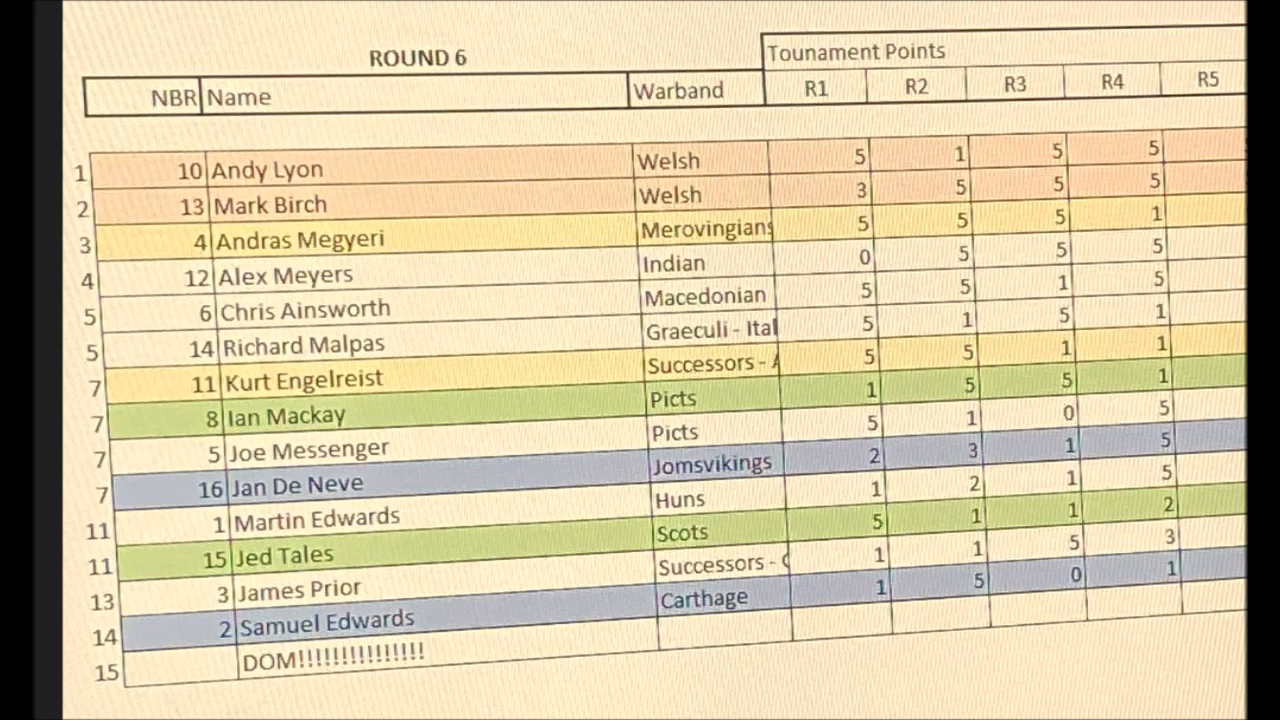 ROUND 6 Tounament Points
NBR Name Warband R1 R2 R3 R4 R5
1 10 Andy Lyon Welsh 5 1 5 5
2 13 Mark Birch Welsh 3 5 5 5
3 4 Andras Megyeri Merovingians 5 5 5 1
4 12 Alex Meyers Indian 0 5 5 5
5 6 Chris Ainsworth Macedonian 5 5 1 5
5 14 Richard Malpas Graeculi - Ital 5 1 5 1
7 11 Kurt Engelreist Successors - A 5 5 1 1
7 8 Ian Mackay Picts 1 5 5 1
7 5 Joe Messenger Picts 5 1 0 5
7 16 Jan De Neve Jomsvikings 2 3 1 5
11 1 Martin Edwards Huns 1 2 1 5
11 15 Jed Tales Scots 5 1 1 2
13 3 James Prior Successors - 1 1 5 3
14 2 Samuel Edwards Carthage 1 5 0 1
15 DOM!!!!!!!!!!!!!!!